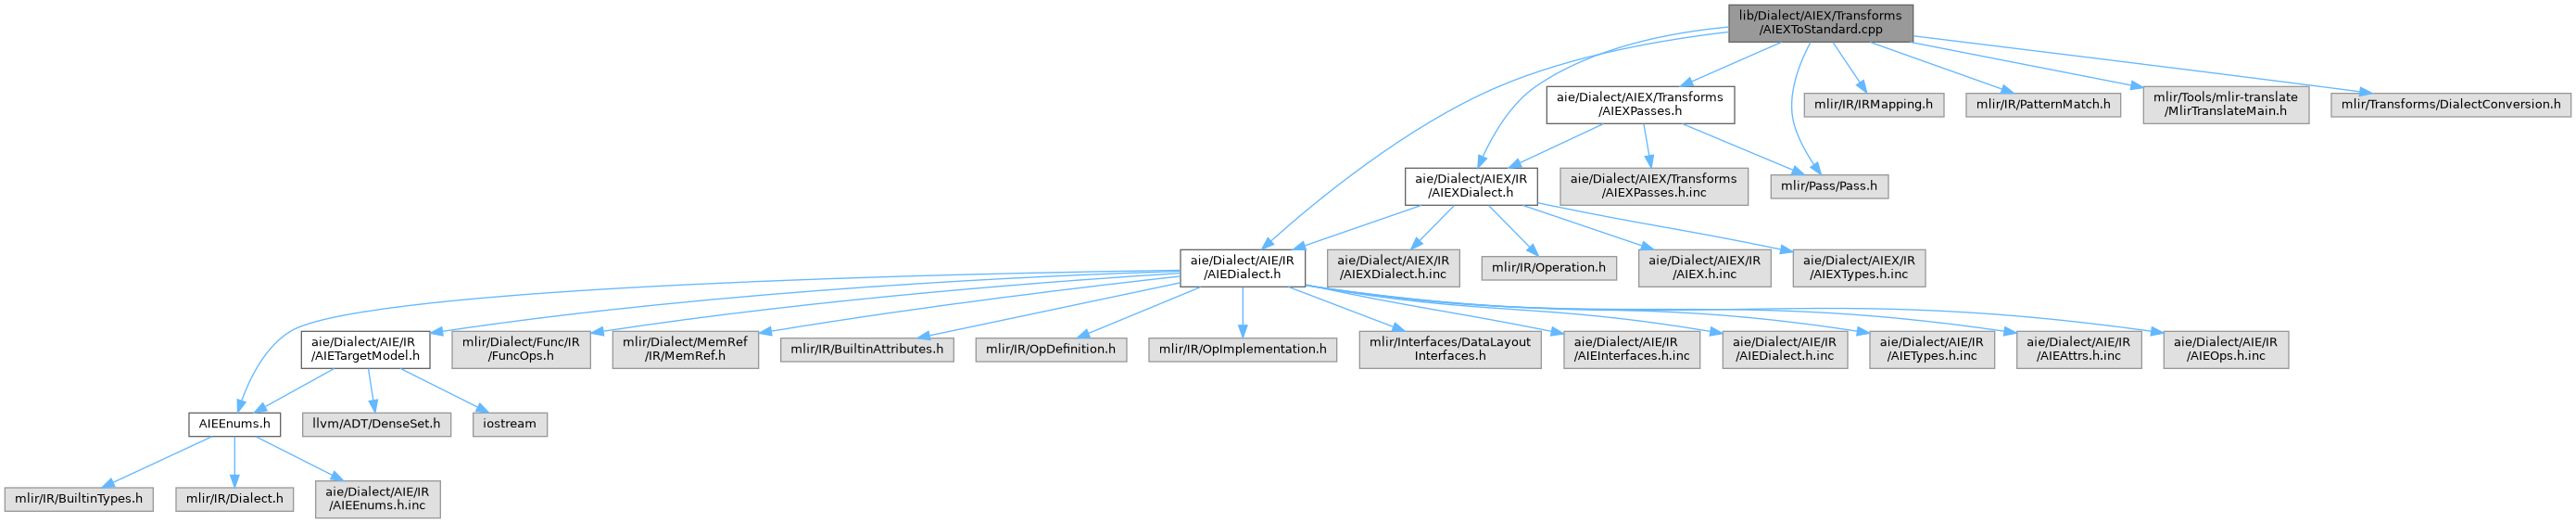 lib/Dialect/AIEX/Transforms
/AIEXToStandard.cpp
aie/Dialect/AIEX/Transforms
/AIEXPasses.h
mlir/IR/IRMapping.h
mlir/IR/PatternMatch.h
mlir/Tools/mlir-translate
/MlirTranslateMain.h
mlir/Transforms/DialectConversion.h
aie/Dialect/AIEX/IR
/AIEXDialect.h
aie/Dialect/AIEX/Transforms
/AIEXPasses.h.inc
mlir/Pass/Pass.h
aie/Dialect/AIE/IR
/AIEDialect.h
aie/Dialect/AIEX/IR
/AIEXDialect.h.inc
mlir/IR/Operation.h
aie/Dialect/AIEX/IR
/AIEX.h.inc
aie/Dialect/AIEX/IR
/AIEXTypes.h.inc
aie/Dialect/AIE/IR
/AIETargetModel.h
mlir/Dialect/Func/IR
/FuncOps.h
mlir/Dialect/MemRef
/IR/MemRef.h
mlir/IR/BuiltinAttributes.h
mlir/IR/OpDefinition.h
mlir/IR/OpImplementation.h
mlir/Interfaces/DataLayout
Interfaces.h
aie/Dialect/AIE/IR
/AIEInterfaces.h.inc
aie/Dialect/AIE/IR
/AIEDialect.h.inc
aie/Dialect/AIE/IR
/AIETypes.h.inc
aie/Dialect/AIE/IR
/AIEAttrs.h.inc
aie/Dialect/AIE/IR
/AIEOps.h.inc
AIEEnums.h
llvm/ADT/DenseSet.h
iostream
mlir/IR/BuiltinTypes.h
mlir/IR/Dialect.h
aie/Dialect/AIE/IR
/AIEEnums.h.inc